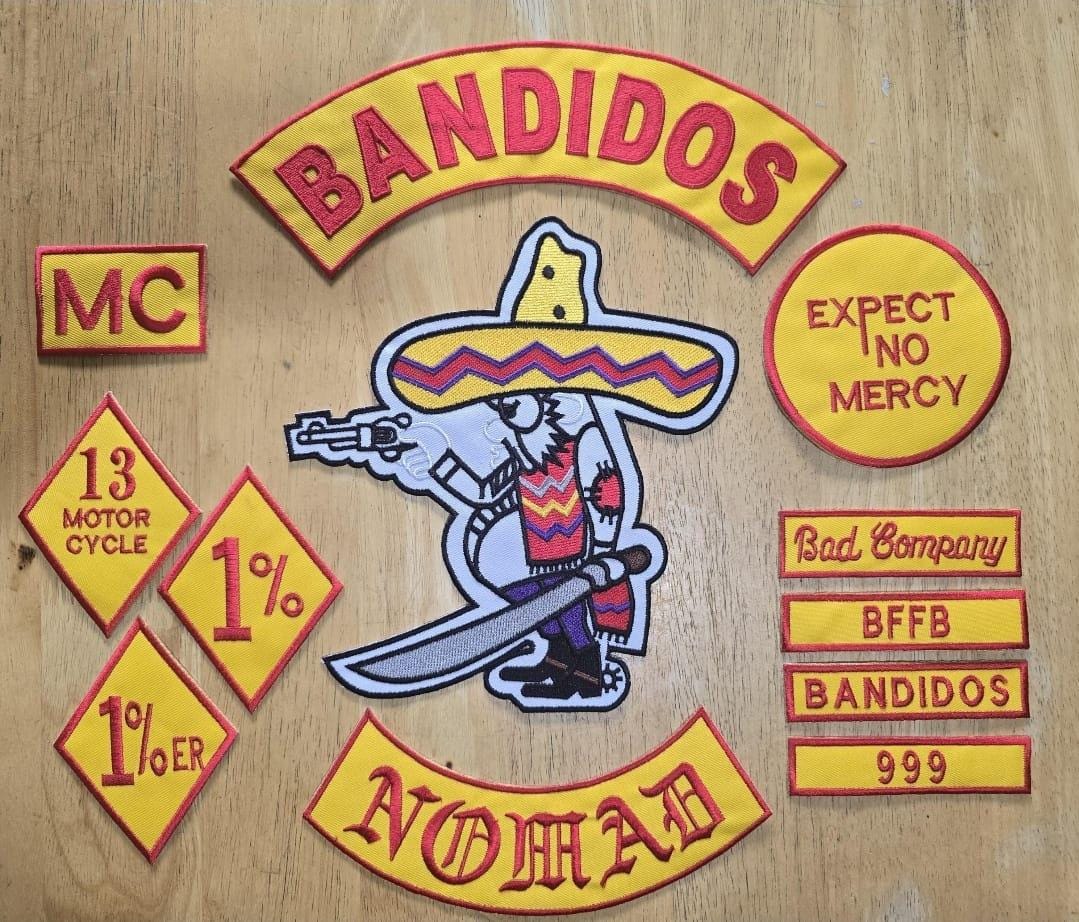 BANDIDOS
MC
EXPECT
NO
MERCY
13
MOTOR
CYCLE
1%
1%ER
Bad Company
BFFB
BANDIDOS
999
NOMAD